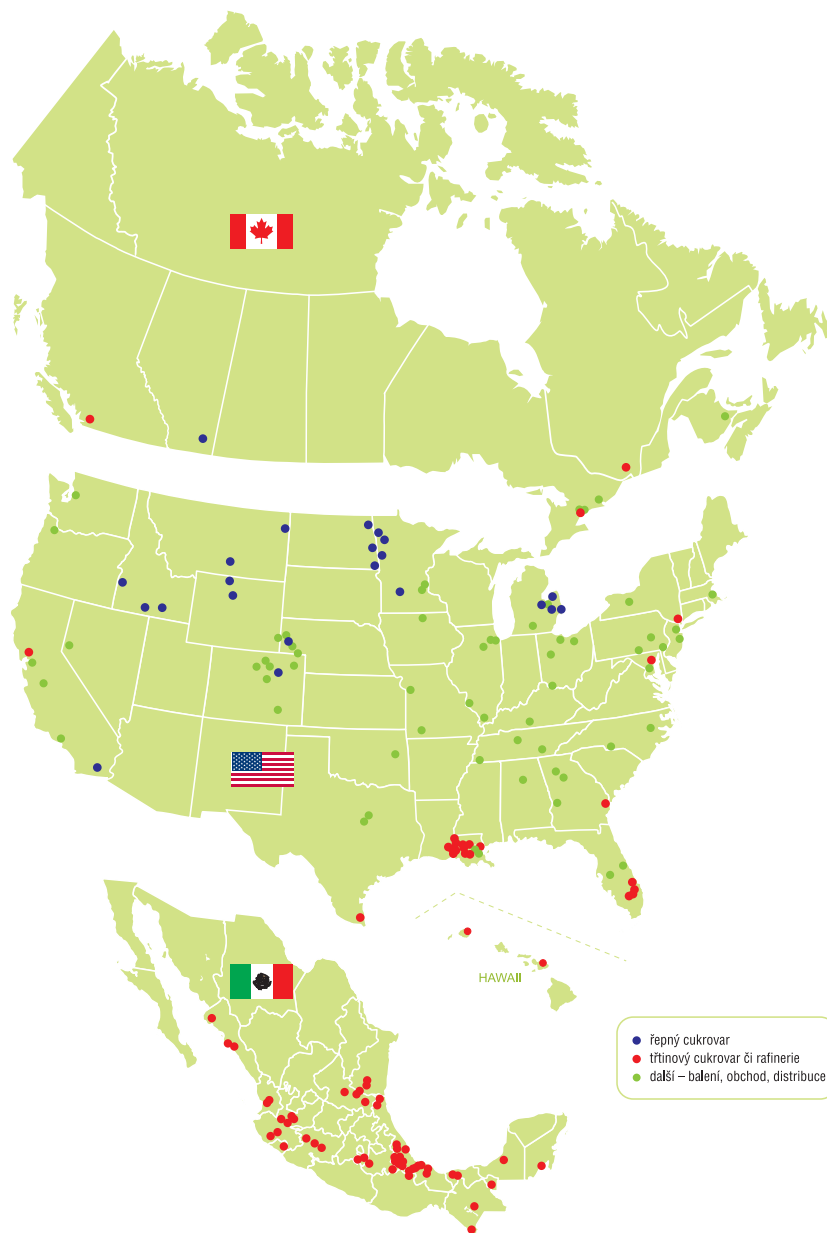 HAWAII
řepný cukrovar
třtinový cukrovar či rafinerie
další – balení, obchod, distribuce